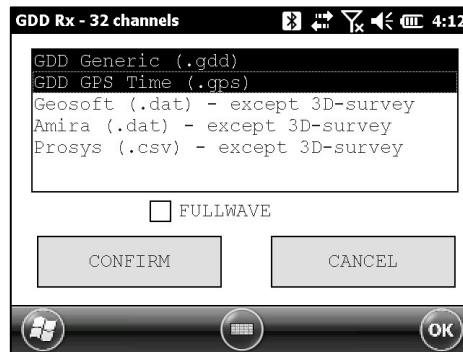 GDD Rx - 32 channels 4:12
GDD Generic (.gdd)
GDD GPS Time (.gps)
Geosoft (.dat) - except 3D-survey
Amira (.dat) - except 3D-survey
Prosys (.csv) - except 3D-survey
FULLWAVE
CONFIRM CANCEL
OK